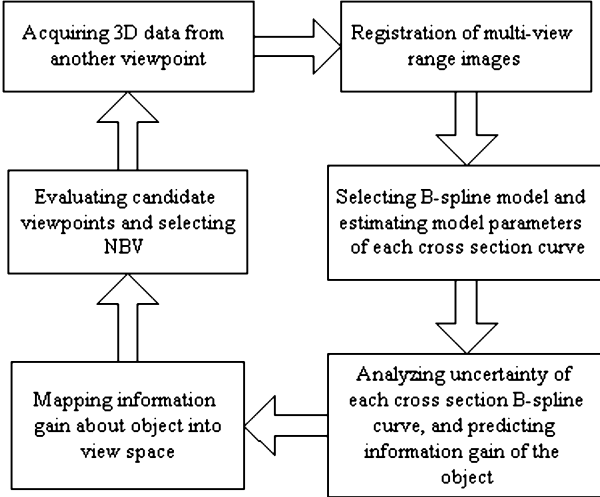 Acquiring 3D data from
another viewpoint
Registration of multi-view
range images
Selecting B-spline model and
estimating model parameters
of each cross section curve
Analyzing uncertainty of
each cross section B-spline
curve, and predicting
information gain of the
object
Mapping information
gain about object into
view space
Evaluating candidate
viewpoints and selecting
NBV